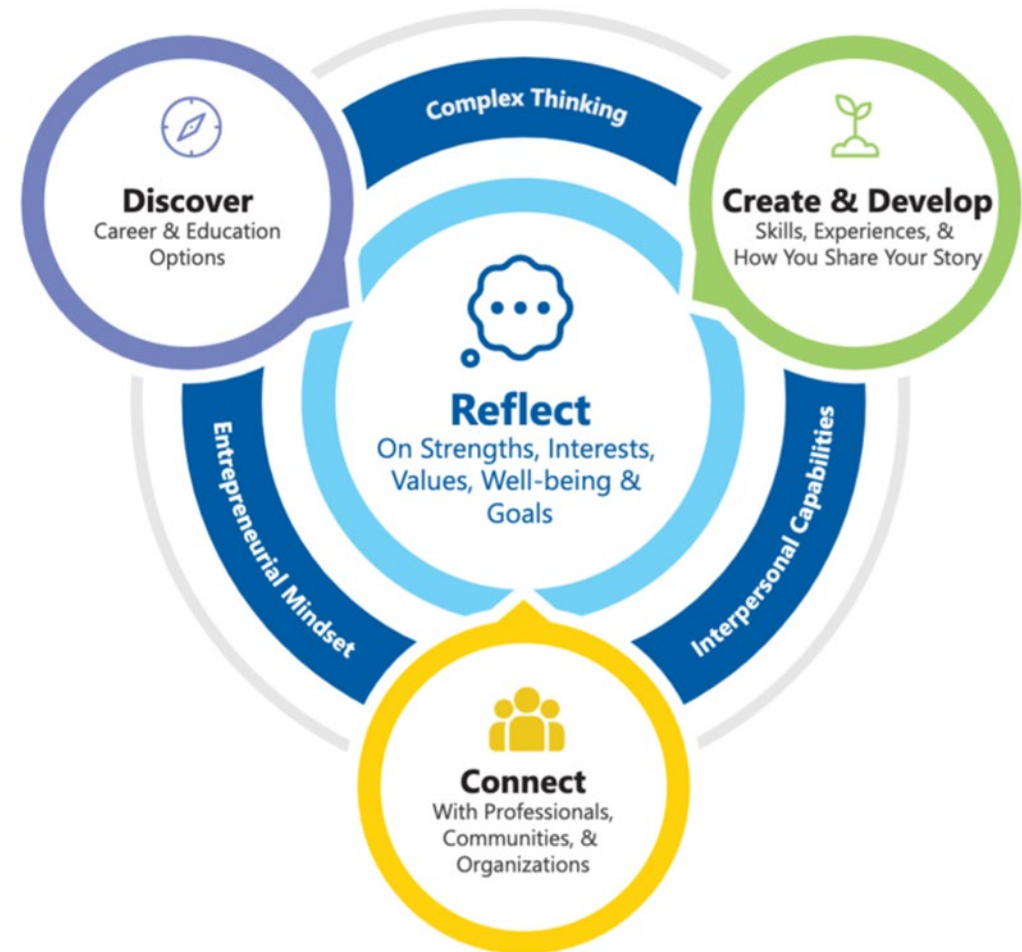 Complex Thinking
Discover
Career & Education
Options
Create & Develop
Skills, Experiences, &
How You Share Your Story
Reflect
On Strengths, Interests,
Values, Well-being &
Goals
Entrepreneurial Mindset
Interpersonal Capabilities
Connect
With Professionals,
Communities, &
Organizations